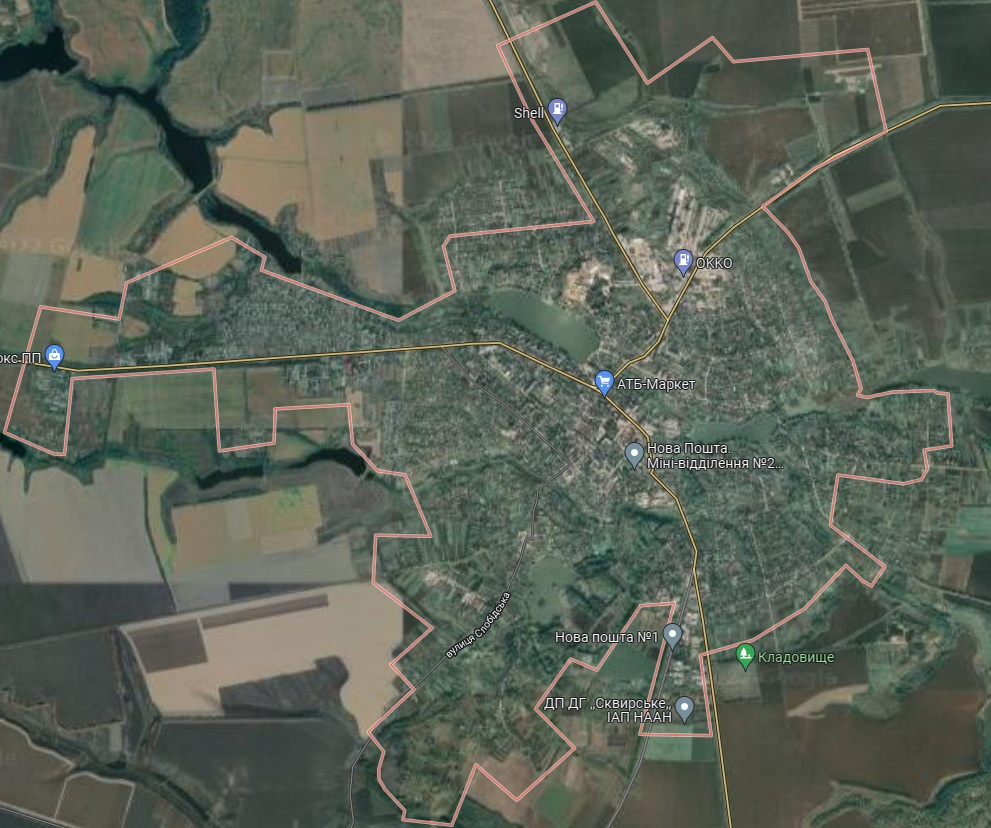 Shell
OKKO
окс ПП
АТБ-Маркет
Нова Пошта.
Міні-відділення №2...
вулиця Слобідська
Нова пошта №1
Кладовище
ДП ДГ ,,Сквирське,,
ІАП НААН